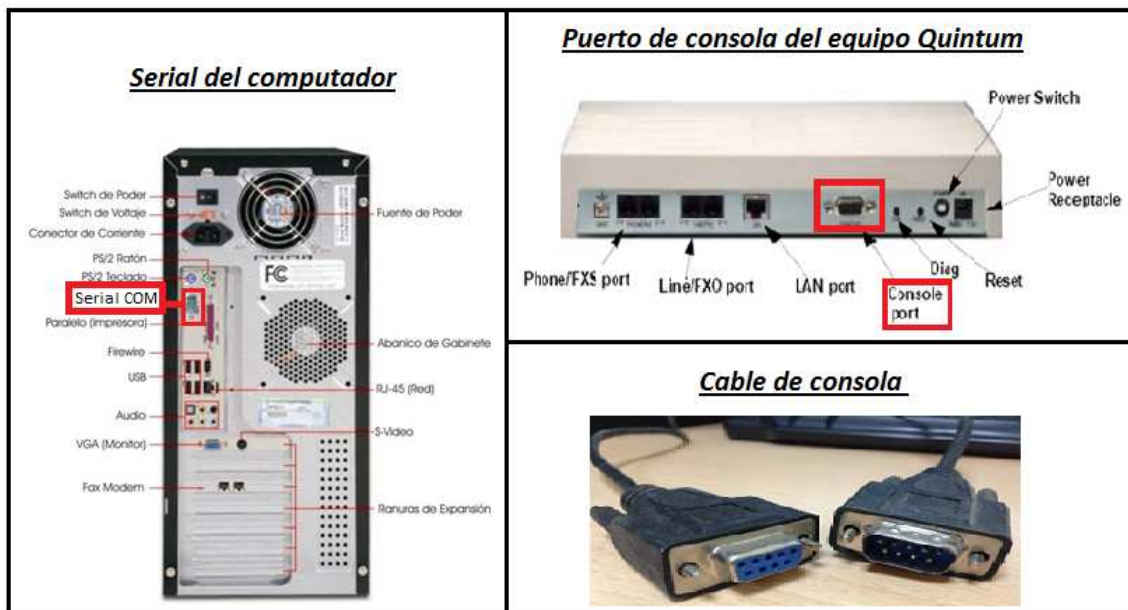 Serial del computador
Switch de Poder
Switch de Voltaje
Conector de Corriente
PS/2 Ratón
PS/2 Teclado
Serial COM
Paralelo (Impresora)
Firewire
USB
Audio
VGA (Monitor)
Fax Modem
Fuente de Poder
FC
Abanico de Gabinete
RJ-45 (Red)
S-Video
Ranuras de Expansión
Puerto de consola del equipo Quintum
Power Switch
Power
Receptacle
Phone/FXS port
Line/FXO port
LAN port
Console
port
Diag
Reset
Cable de consola